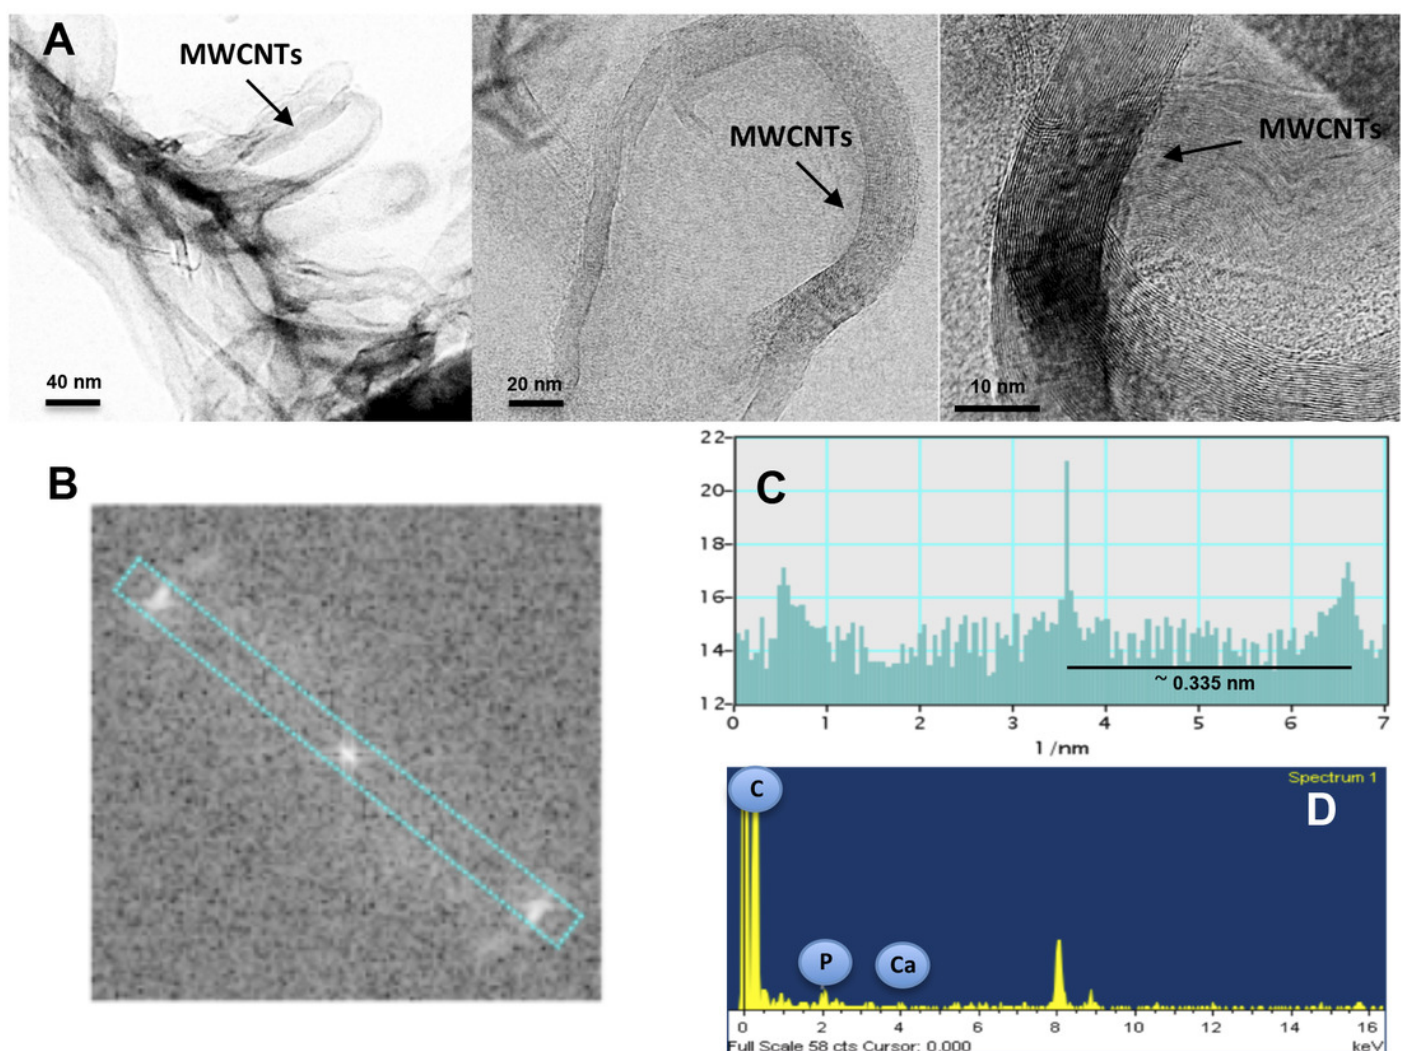 A
MWCNTs
40 nm
MWCNTs
20 nm
MWCNTs
10 nm
B
C
22
20
18
16
14
12
~ 0.335 nm
0 1 2 3 4 5 6 7
1 /nm
Spectrum 1
D
C
P
Ca
0 2 4 6 8 10 12 14 16
Full Scale 58 cts Cursor: 0.000 keV